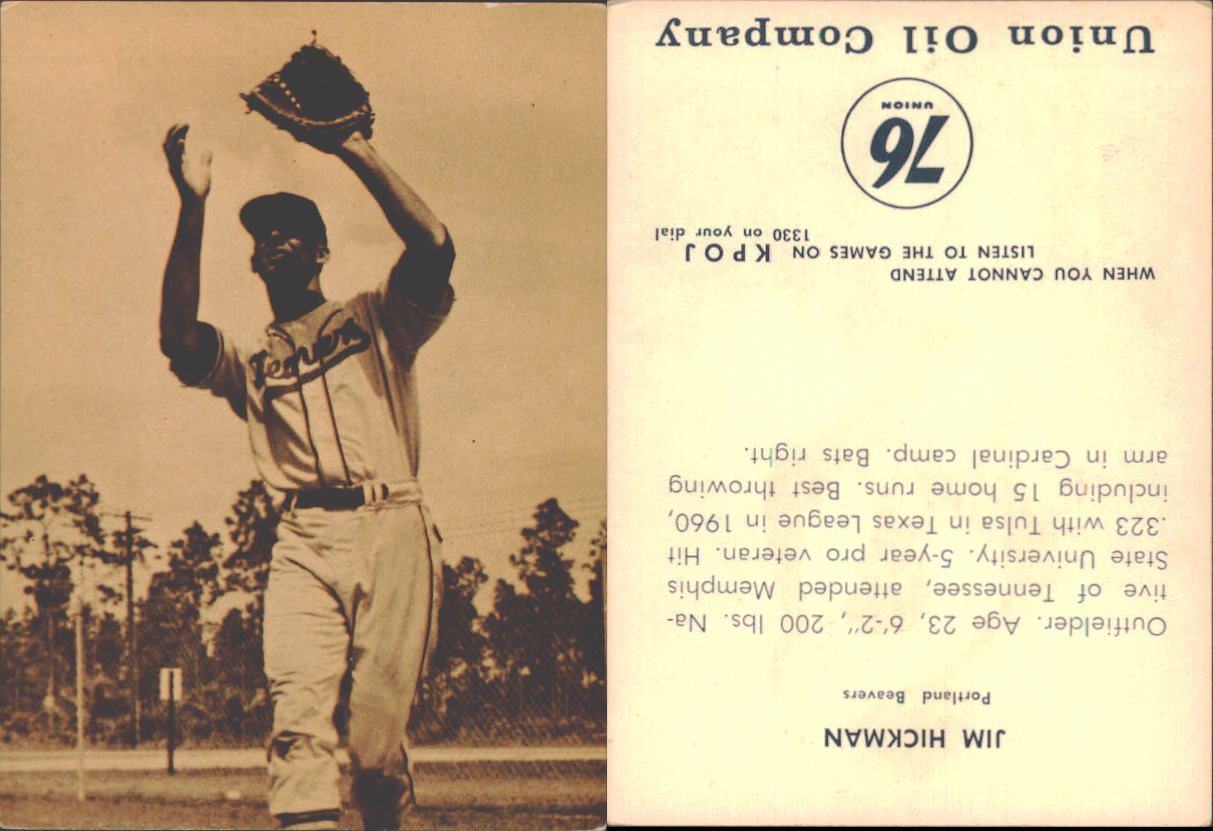 Beavers
JIM HICKMAN
Portland Beavers
Outfielder. Age 23, 6'-2", 200 lbs. Na-
tive of Tennessee, attended Memphis
State University. 5-year pro veteran. Hit
.323 with Tulsa in Texas League in 1960,
including 15 home runs. Best throwing
arm in Cardinal camp. Bats right.
WHEN YOU CANNOT ATTEND
LISTEN TO THE GAMES ON KPOJ
1330 on your dial
76
UNION
Union Oil Company